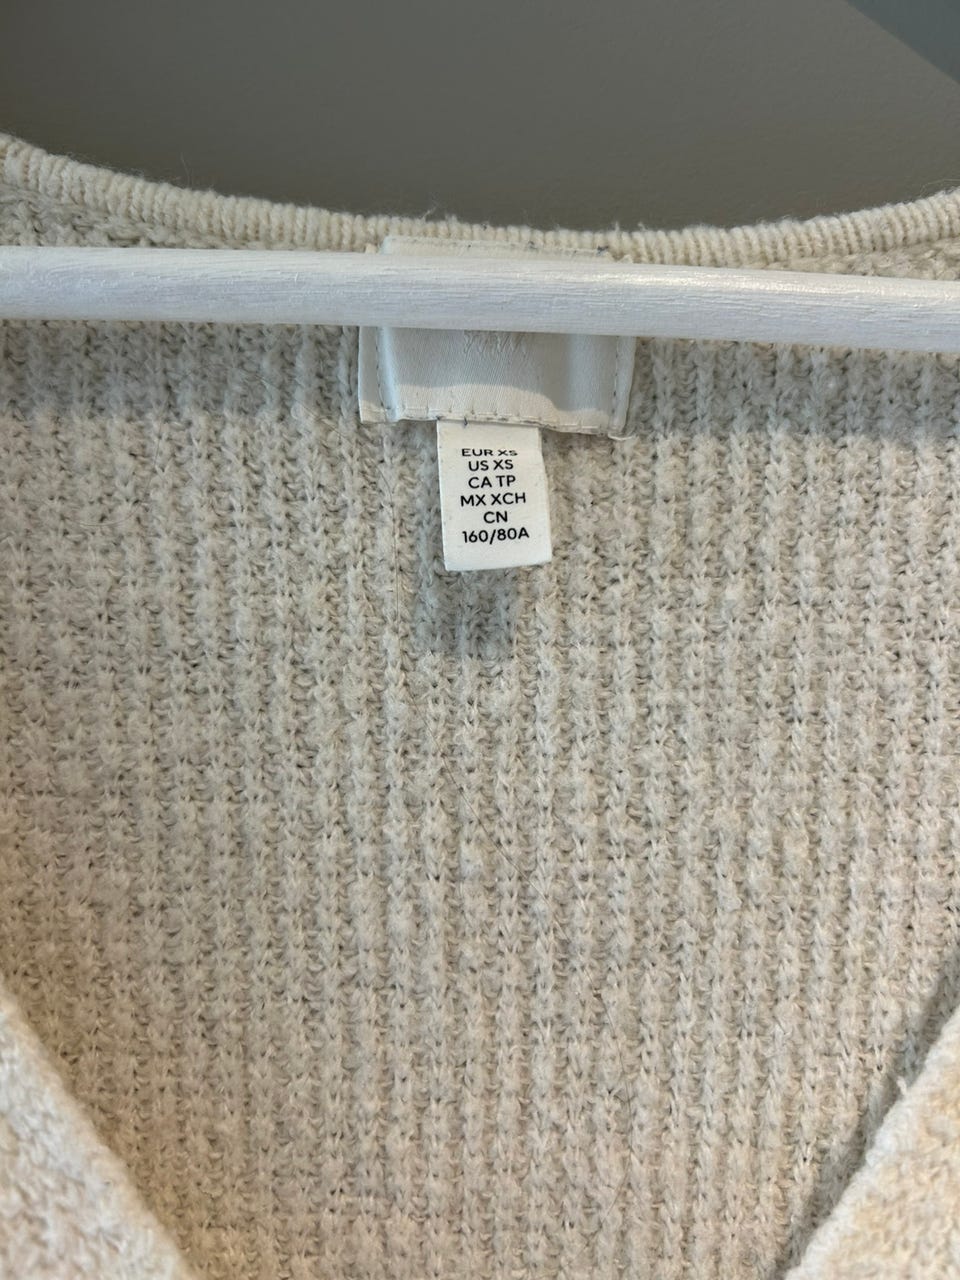 EUR XS
US XS
CA TP
MX XCH
CN
160/80A